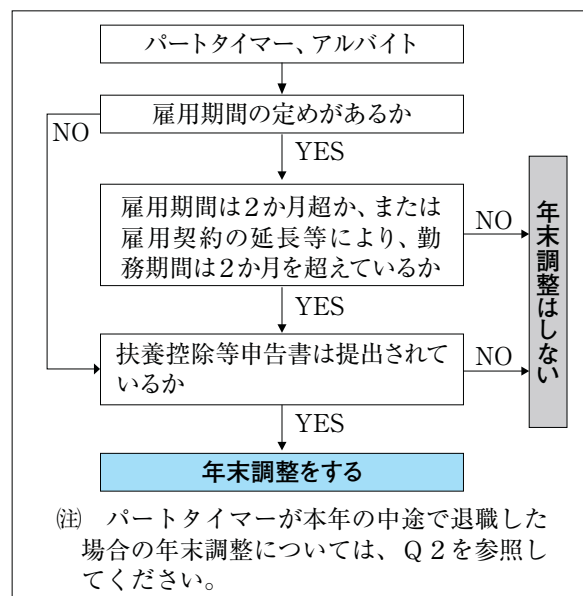 パートタイマー、アルバイト
雇用期間の定めがあるか
NO
YES
雇用期間は２か月超か、または
雇用契約の延長等により、勤
務期間は２か月を超えているか
NO
年末調整はしない
YES
扶養控除等申告書は提出されて
いるか
NO
YES
年末調整をする
㊟　パートタイマーが本年の中途で退職した
場合の年末調整については、Ｑ２を参照し
てください。